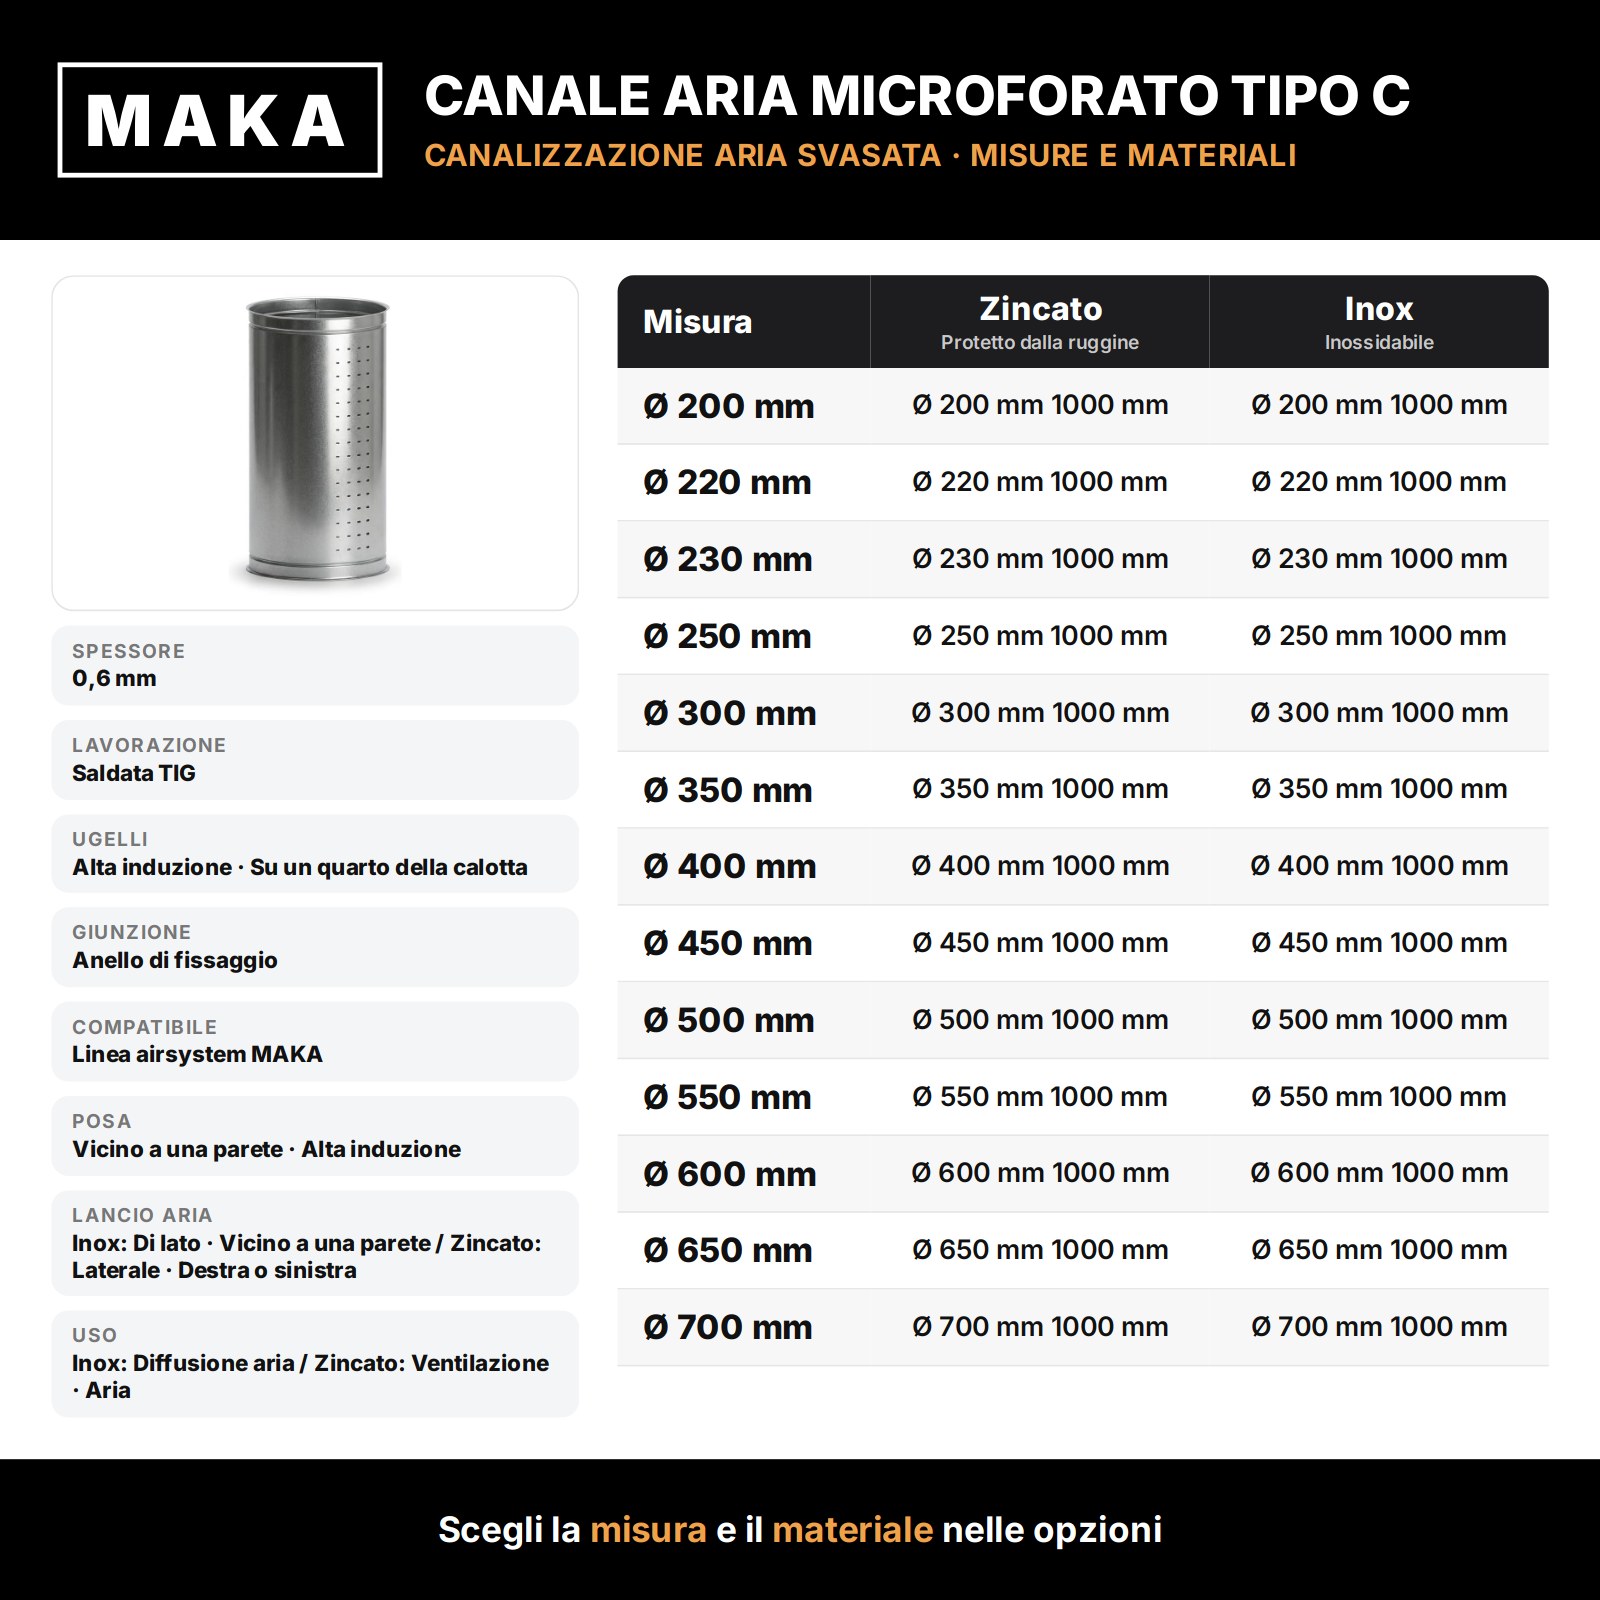 MAKA
CANALE ARIA MICROFORATO TIPO C
CANALIZZAZIONE ARIA SVASATA · MISURE E MATERIALI
SPESSORE
0,6 mm
LAVORAZIONE
Saldata TIG
UGELLI
Alta induzione · Su un quarto della calotta
GIUNZIONE
Anello di fissaggio
COMPATIBILE
Linea airsystem MAKA
POSA
Vicino a una parete · Alta induzione
LANCIO ARIA
Inox: Di lato · Vicino a una parete / Zincato:
Laterale · Destra o sinistra
USO
Inox: Diffusione aria / Zincato: Ventilazione
· Aria
Misura Zincato Inox
Protetto dalla ruggine Inossidabile
Ø 200 mm Ø 200 mm 1000 mm Ø 200 mm 1000 mm
Ø 220 mm Ø 220 mm 1000 mm Ø 220 mm 1000 mm
Ø 230 mm Ø 230 mm 1000 mm Ø 230 mm 1000 mm
Ø 250 mm Ø 250 mm 1000 mm Ø 250 mm 1000 mm
Ø 300 mm Ø 300 mm 1000 mm Ø 300 mm 1000 mm
Ø 350 mm Ø 350 mm 1000 mm Ø 350 mm 1000 mm
Ø 400 mm Ø 400 mm 1000 mm Ø 400 mm 1000 mm
Ø 450 mm Ø 450 mm 1000 mm Ø 450 mm 1000 mm
Ø 500 mm Ø 500 mm 1000 mm Ø 500 mm 1000 mm
Ø 550 mm Ø 550 mm 1000 mm Ø 550 mm 1000 mm
Ø 600 mm Ø 600 mm 1000 mm Ø 600 mm 1000 mm
Ø 650 mm Ø 650 mm 1000 mm Ø 650 mm 1000 mm
Ø 700 mm Ø 700 mm 1000 mm Ø 700 mm 1000 mm
Scegli la misura e il materiale nelle opzioni